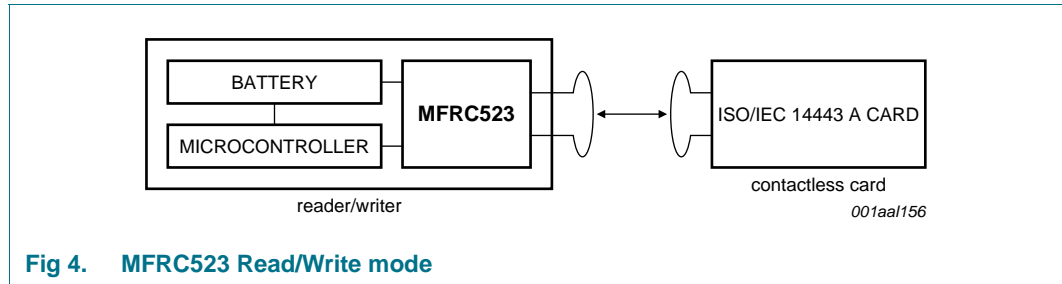 BATTERY
MICROCONTROLLER
MFRC523
ISO/IEC 14443 A CARD
reader/writer
contactless card
001aal156
Fig 4. MFRC523 Read/Write mode